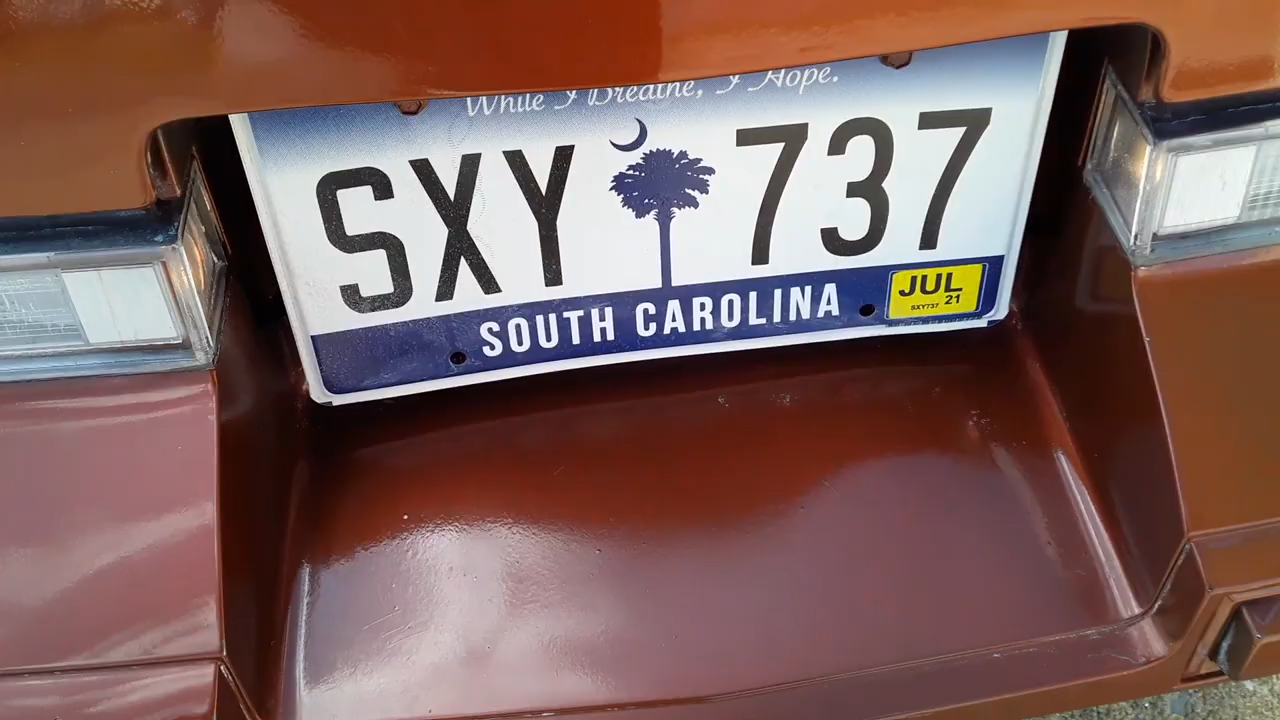 While I Breathe, I Hope.
SXY 737
SOUTH CAROLINA
JUL
SXY737 21